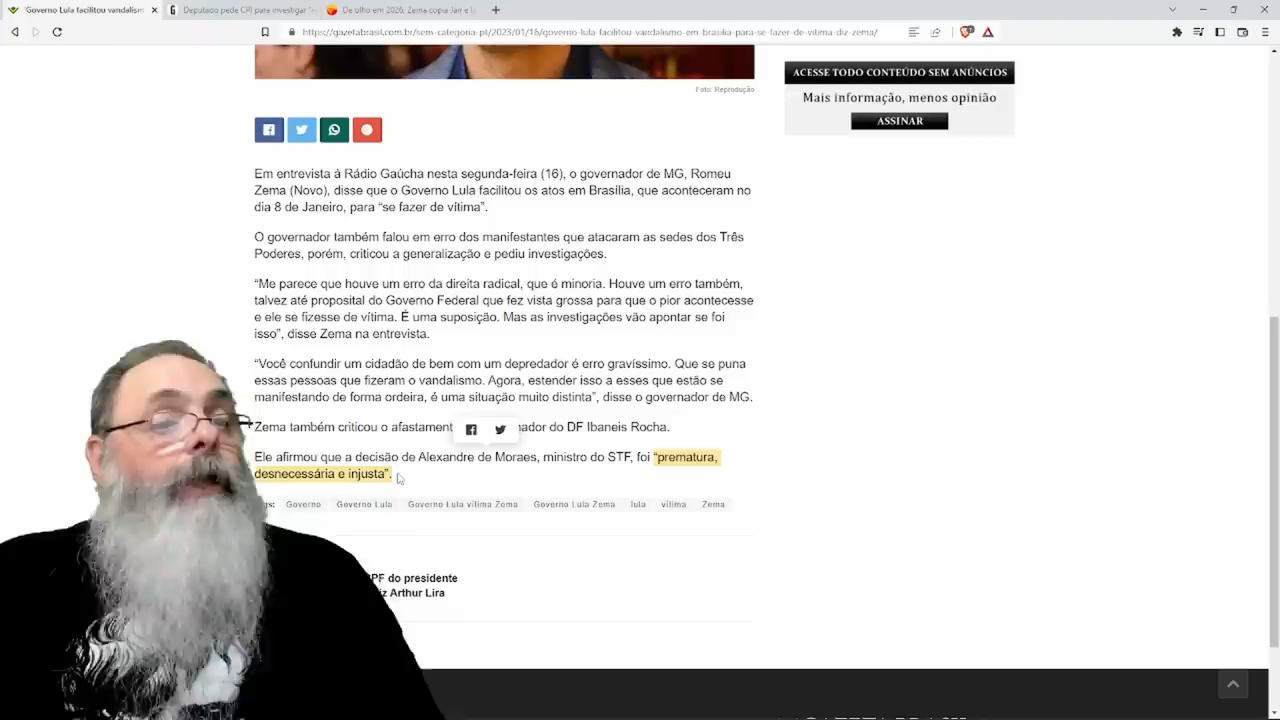 'Governo Lula facilitou vandalism
Deputado pede CPI para investigar
De olho em 2026, Zema copia Jair e
https://gazetabrasil.com.br/sem-categoria-pt/2023/01/16/governo-lula-facilitou-vandalismo-em-brasilia-para-se-fazer-de-vitima-diz-zema/
Foto: Reprodução
ACESSE TODO CONTEÚDO SEM ANÚNCIOS
Mais informação, menos opinião
ASSINAR
Em entrevista à Rádio Gaúcha nesta segunda-feira (16), o governador de MG, Romeu
Zema (Novo), disse que o Governo Lula facilitou os atos em Brasília, que aconteceram no
dia 8 de Janeiro, para “se fazer de vítima”.
O governador também falou em erro dos manifestantes que atacaram as sedes dos Três
Poderes, porém, criticou a generalização e pediu investigações.
“Me parece que houve um erro da direita radical, que é minoria. Houve um erro também,
talvez até proposital do Governo Federal que fez vista grossa para que o pior acontecesse
e ele se fizesse de vítima. É uma suposição. Mas as investigações vão apontar se foi
isso”, disse Zema na entrevista.
“Você confundir um cidadão de bem com um depredador é erro gravíssimo. Que se puna
essas pessoas que fizeram o vandalismo. Agora, estender isso a esses que estão se
manifestando de forma ordeira, é uma situação muito distinta”, disse o governador de MG.
Zema também criticou o afastament nador do DF Ibaneis Rocha.
Ele afirmou que a decisão de Alexandre de Moraes, ministro do STF, foi “prematura,
desnecessária e injusta”.
gs: Governo Governo Lula Governo Lula vítima Zema Governo Lula Zema lula vítima Zema
PF do presidente
iz Arthur Lira